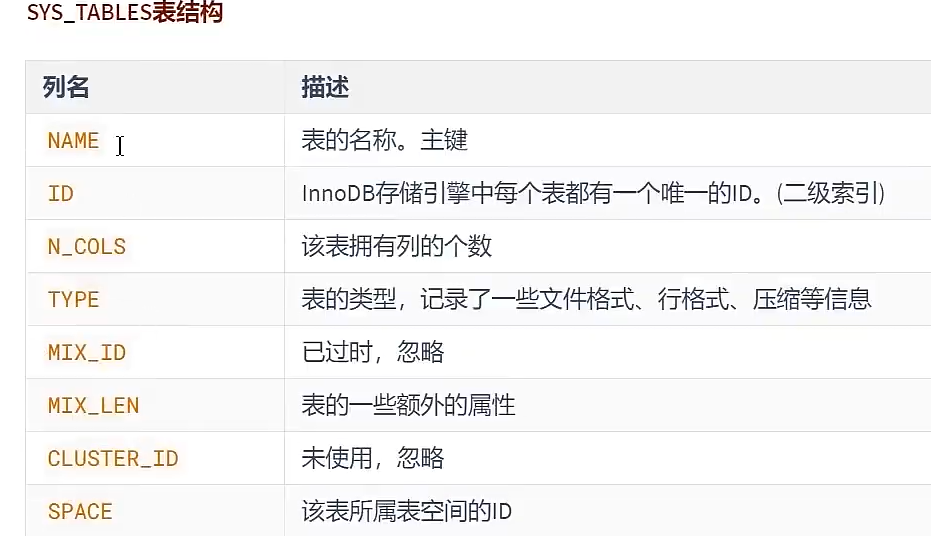 SYS_TABLES表结构
列名 描述
NAME 表的名称。主键
ID InnoDB存储引擎中每个表都有一个唯一的ID。(二级索引)
N_COLS 该表拥有列的个数
TYPE 表的类型，记录了一些文件格式、行格式、压缩等信息
MIX_ID 已过时，忽略
MIX_LEN 表的一些额外的属性
CLUSTER_ID 未使用，忽略
SPACE 该表所属表空间的ID